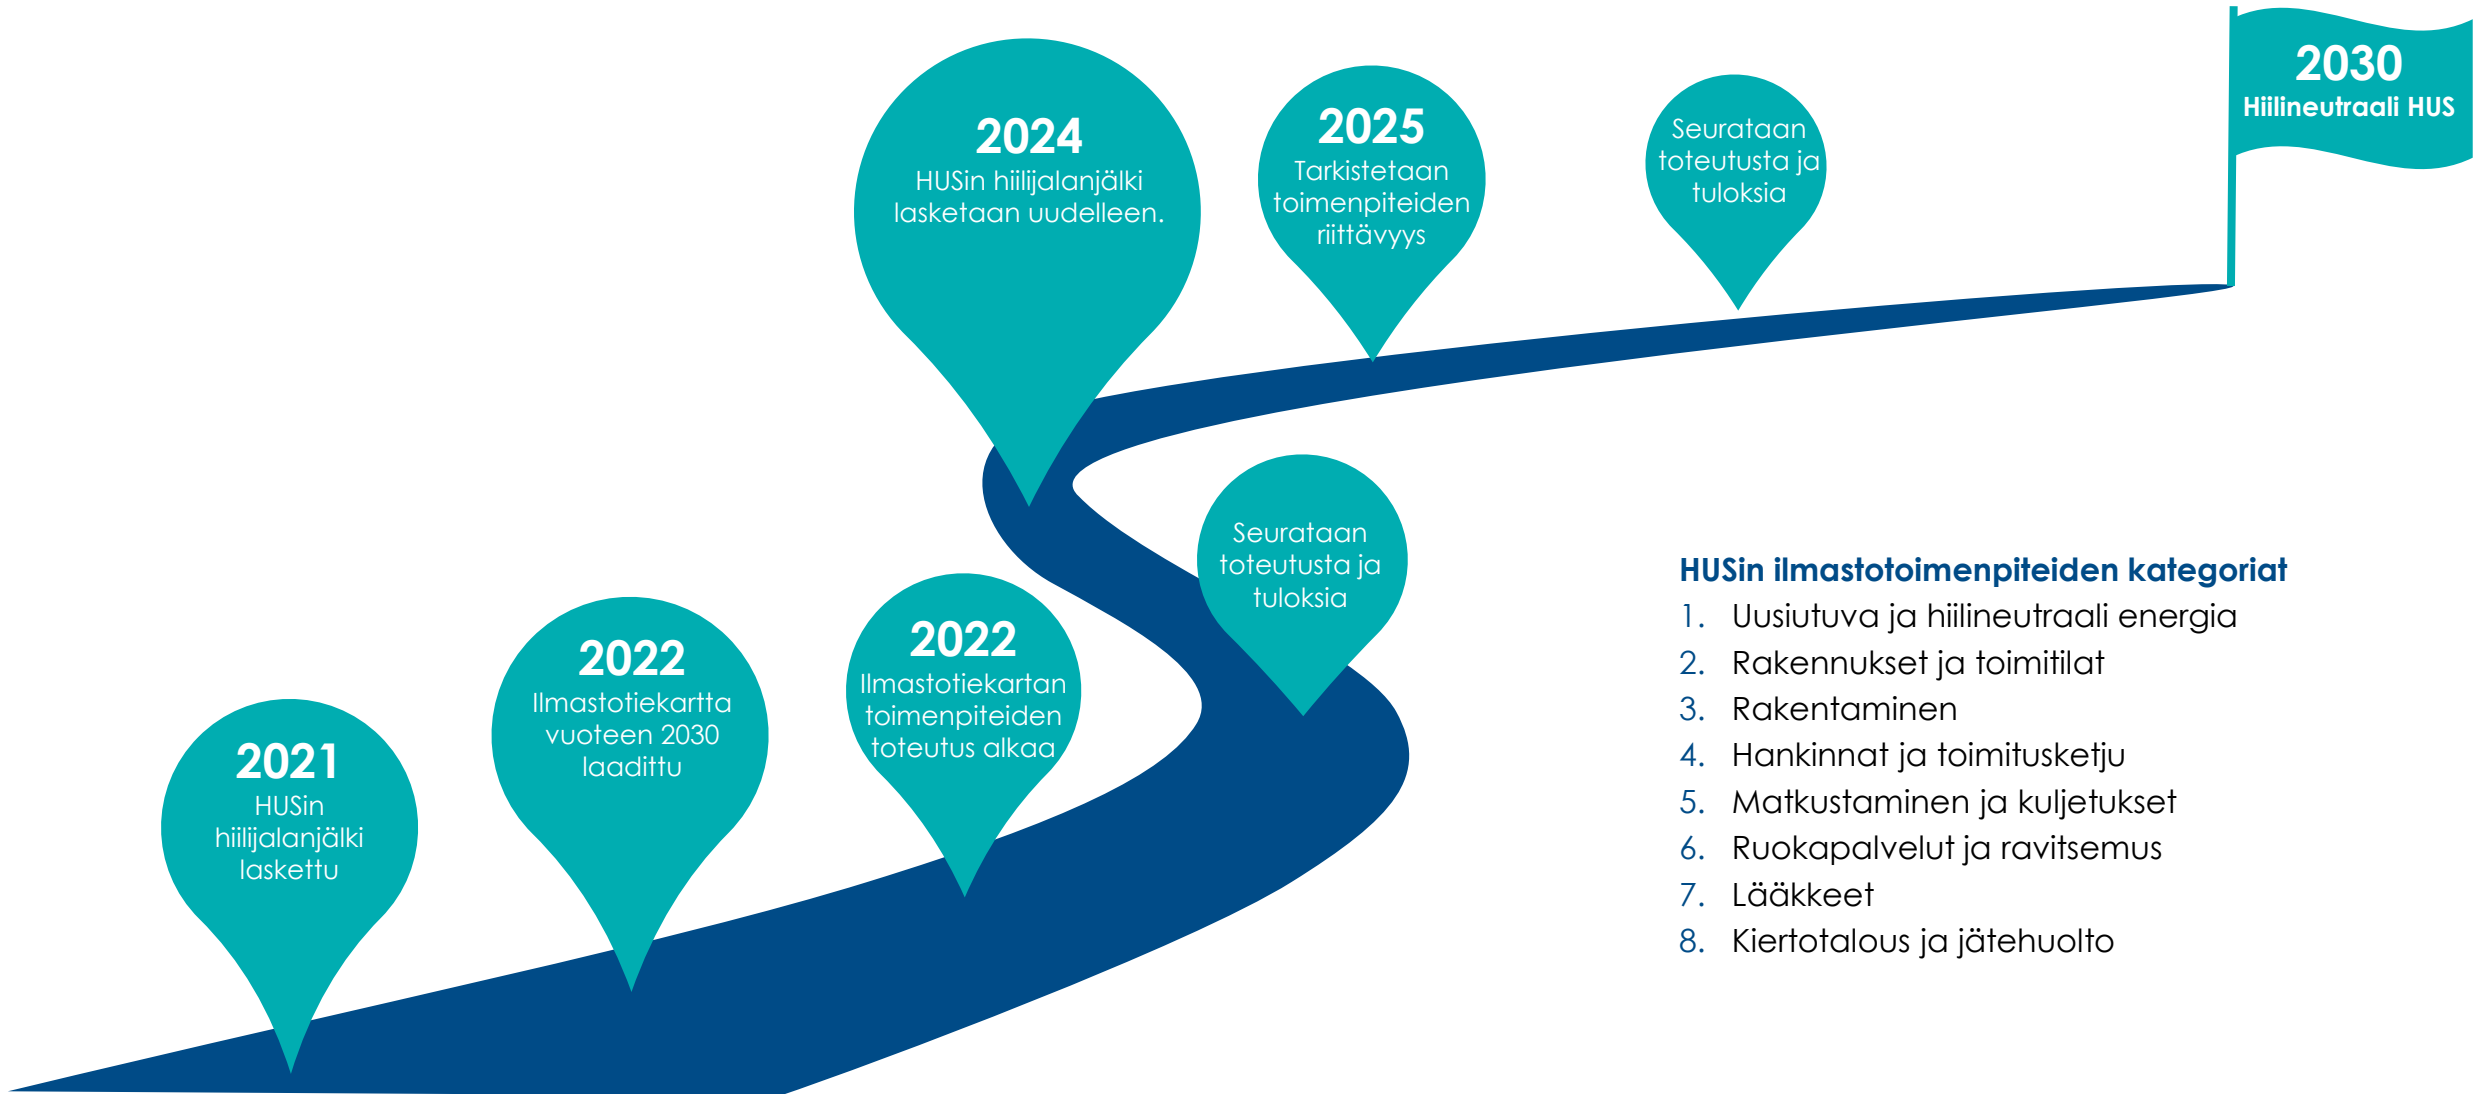 2021
HUSin
hiilijalanjälki
laskettu
2022
Ilmastotiekartta
vuoteen 2030
laadittu
2022
Ilmastotiekartan
toimenpiteiden
toteutus alkaa
Seurataan
toteutusta ja
tuloksia
2024
HUSin hiilijalanjälki
lasketaan uudelleen.
2025
Tarkistetaan
toimenpiteiden
riittävyys
Seurataan
toteutusta ja
tuloksia
2030
Hiilineutraali HUS
HUSin ilmastotoimenpiteiden kategoriat
1. Uusiutuva ja hiilineutraali energia
2. Rakennukset ja toimitilat
3. Rakentaminen
4. Hankinnat ja toimitusketju
5. Matkustaminen ja kuljetukset
6. Ruokapalvelut ja ravitsemus
7. Lääkkeet
8. Kiertotalous ja jätehuolto